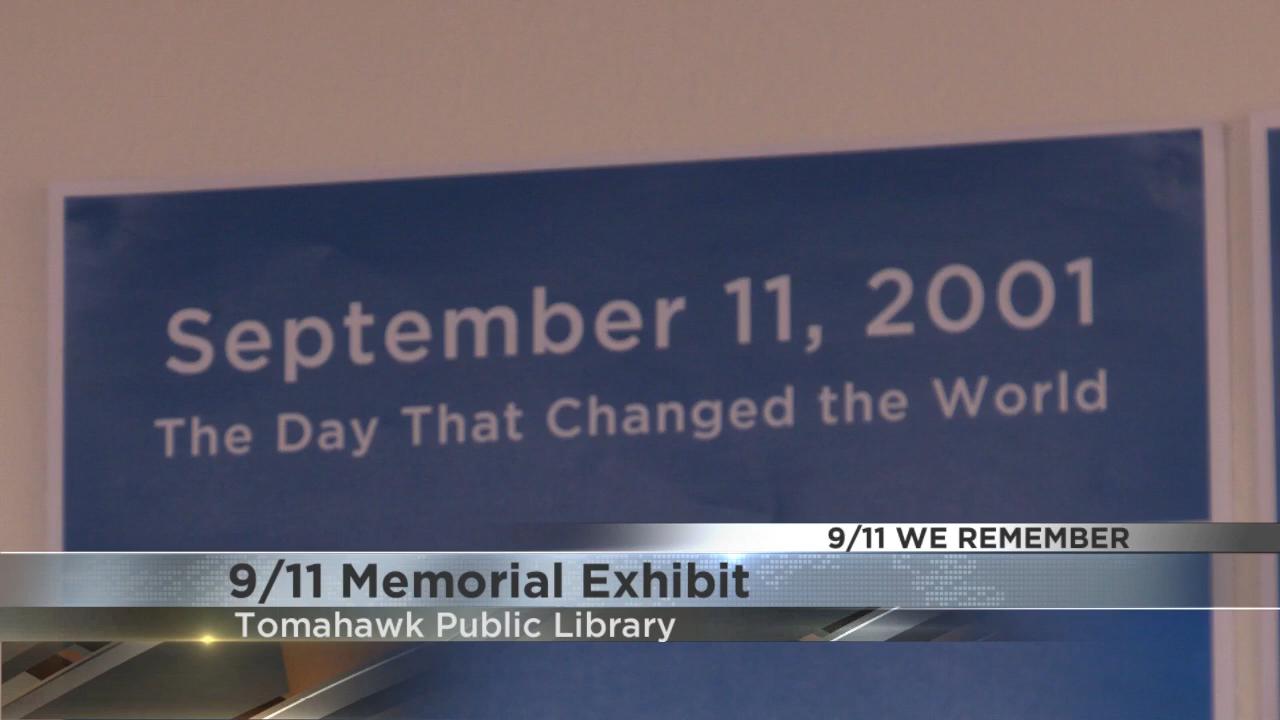 September 11, 2001
The Day That Changed the World
9/11 WE REMEMBER
9/11 Memorial Exhibit
Tomahawk Public Library